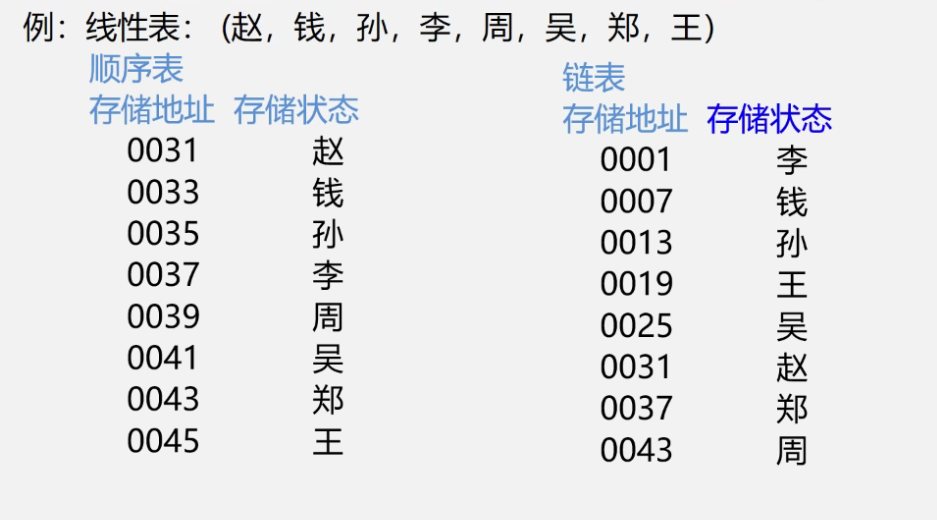 例：线性表： (赵，钱，孙，李，周，吴，郑，王)
顺序表
存储地址 存储状态
0031 赵
0033 钱
0035 孙
0037 李
0039 周
0041 吴
0043 郑
0045 王
链表
存储地址 存储状态
0001 李
0007 钱
0013 孙
0019 王
0025 吴
0031 赵
0037 郑
0043 周